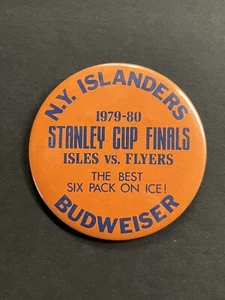 N.Y. ISLANDERS
1979-80
STANLEY CUP FINALS
ISLES vs. FLYERS
THE BEST
SIX PACK ON ICE!
BUDWEISER